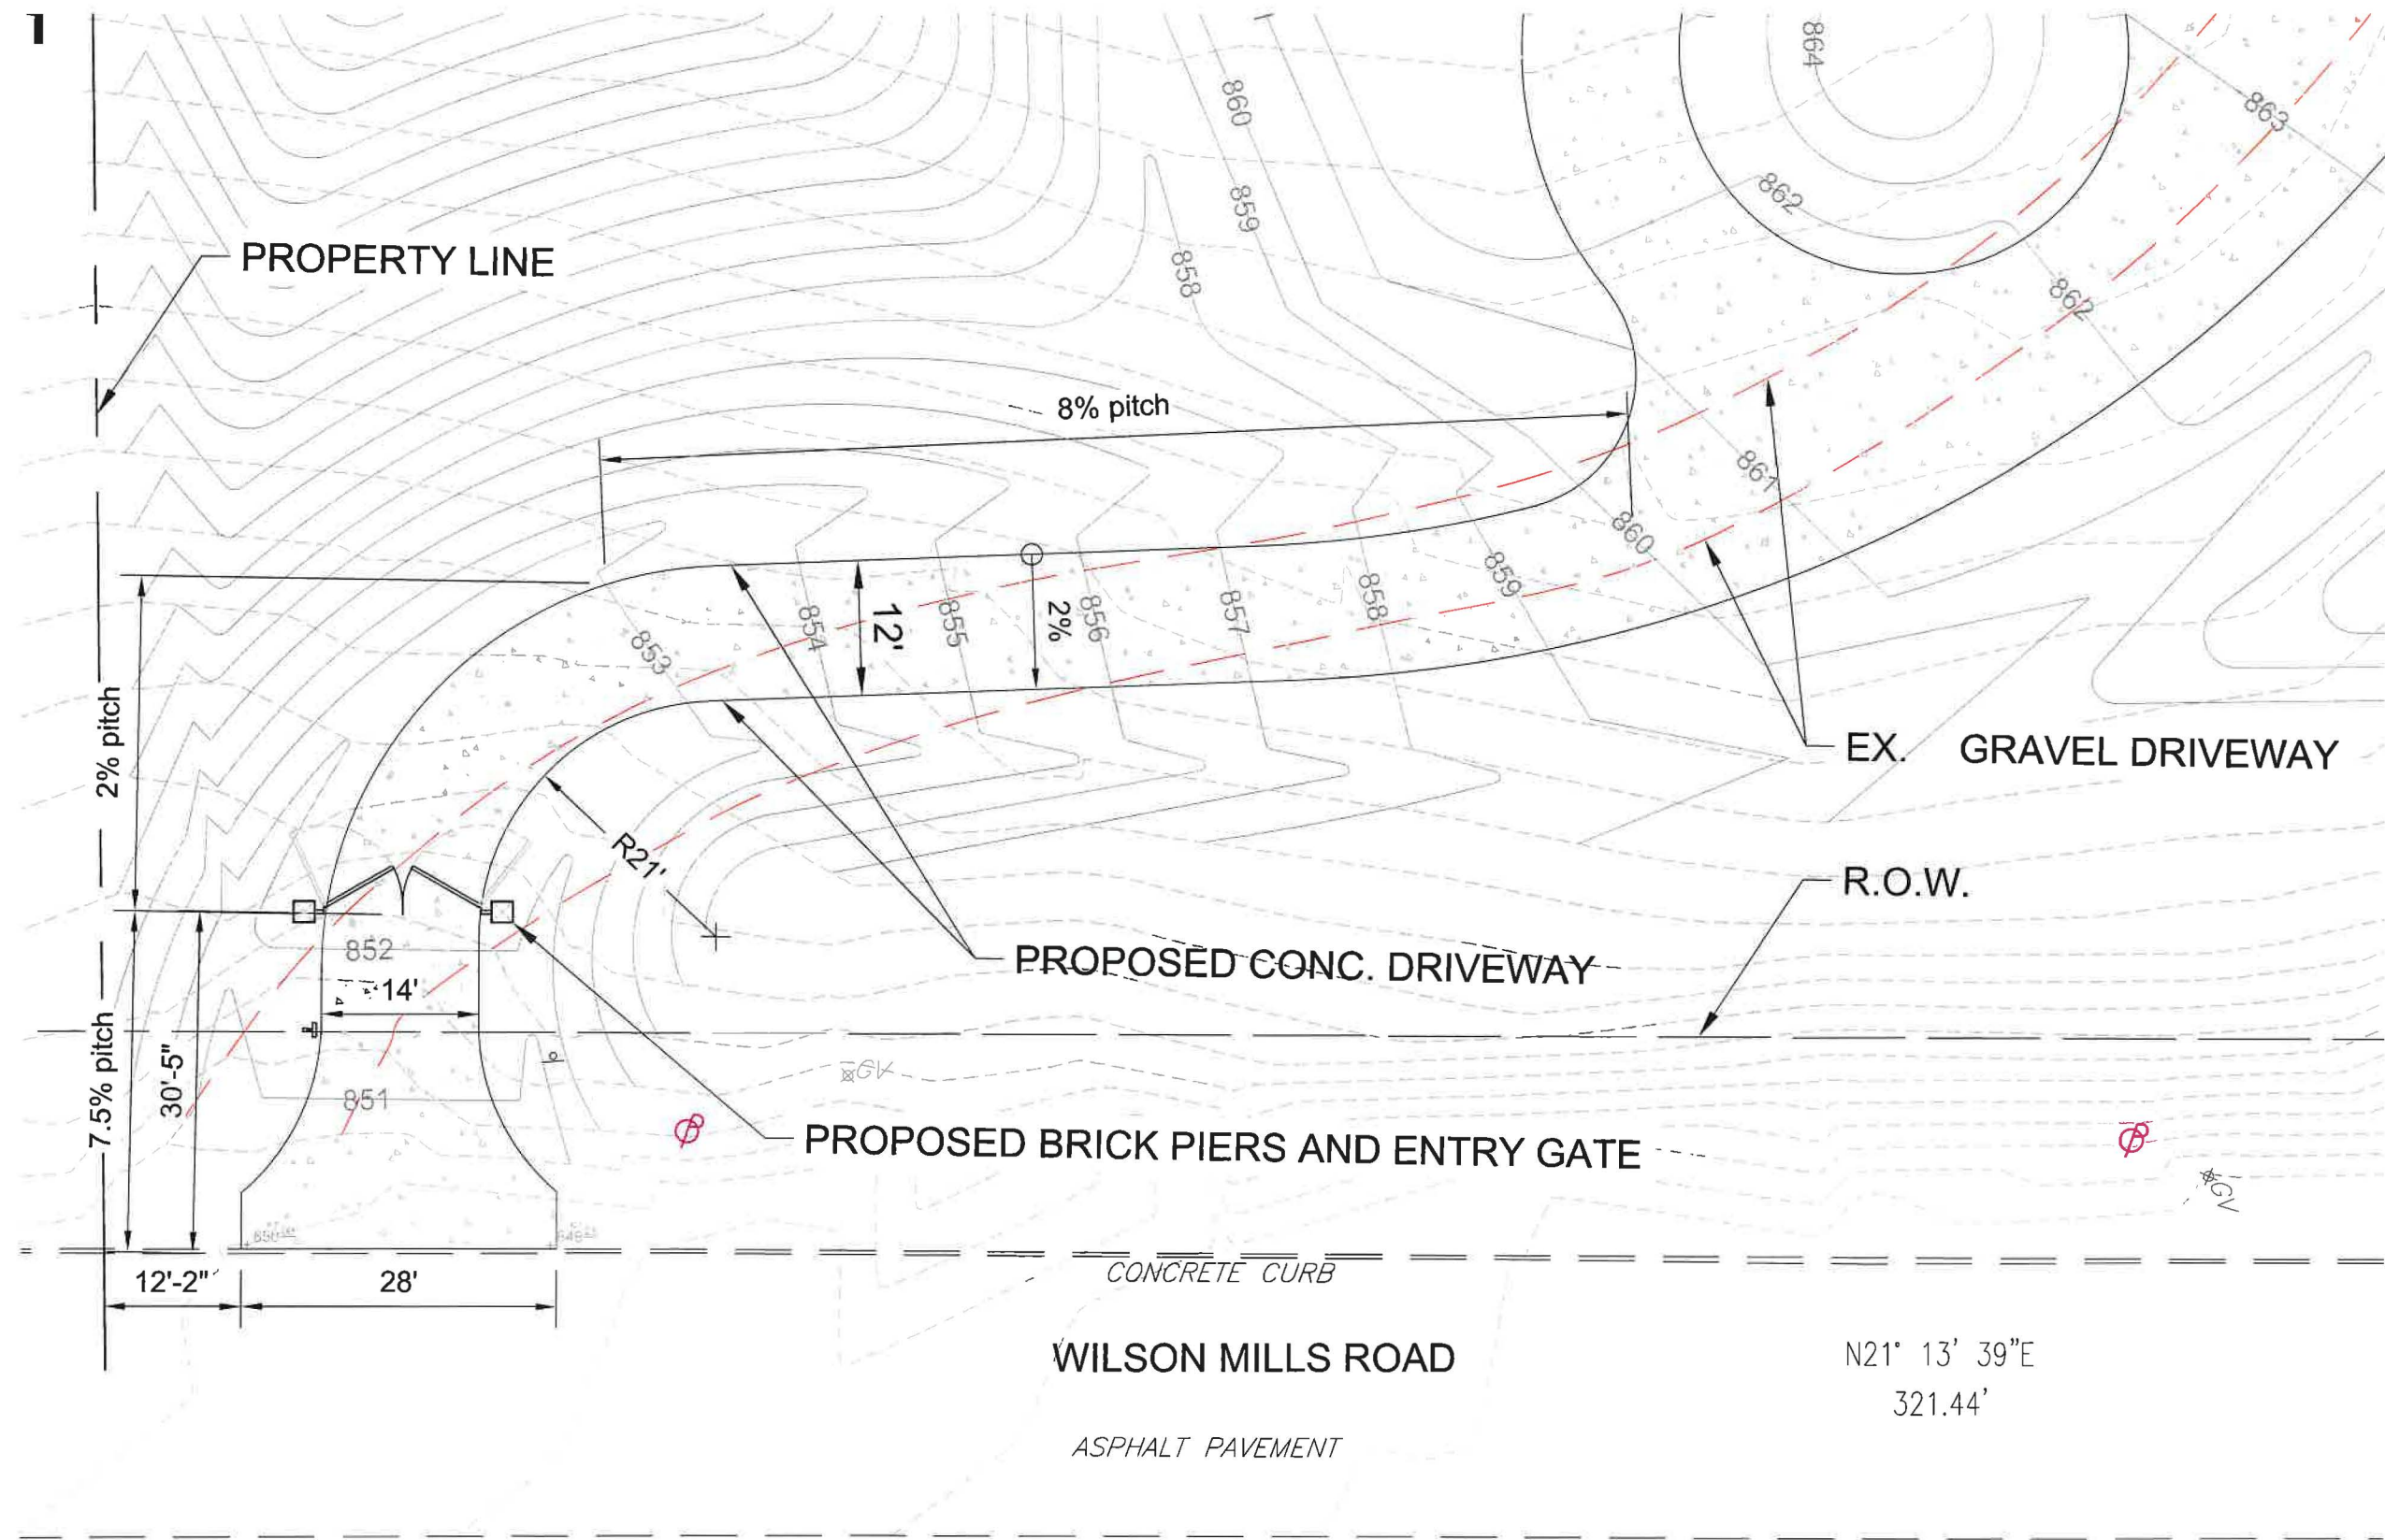 1
864
860
863
859
862
PROPERTY LINE
858
862
8% pitch
861
860
859
853
854
12'
855
2%
856
857
858
2% pitch
EX. GRAVEL DRIVEWAY
R21'
R.O.W.
852
PROPOSED CONC. DRIVEWAY
14'
7.5% pitch
30'-5"
GV
851
PROPOSED BRICK PIERS AND ENTRY GATE
GV
12'-2"
28'
CONCRETE CURB
WILSON MILLS ROAD
N21° 13' 39"E
321.44'
ASPHALT PAVEMENT